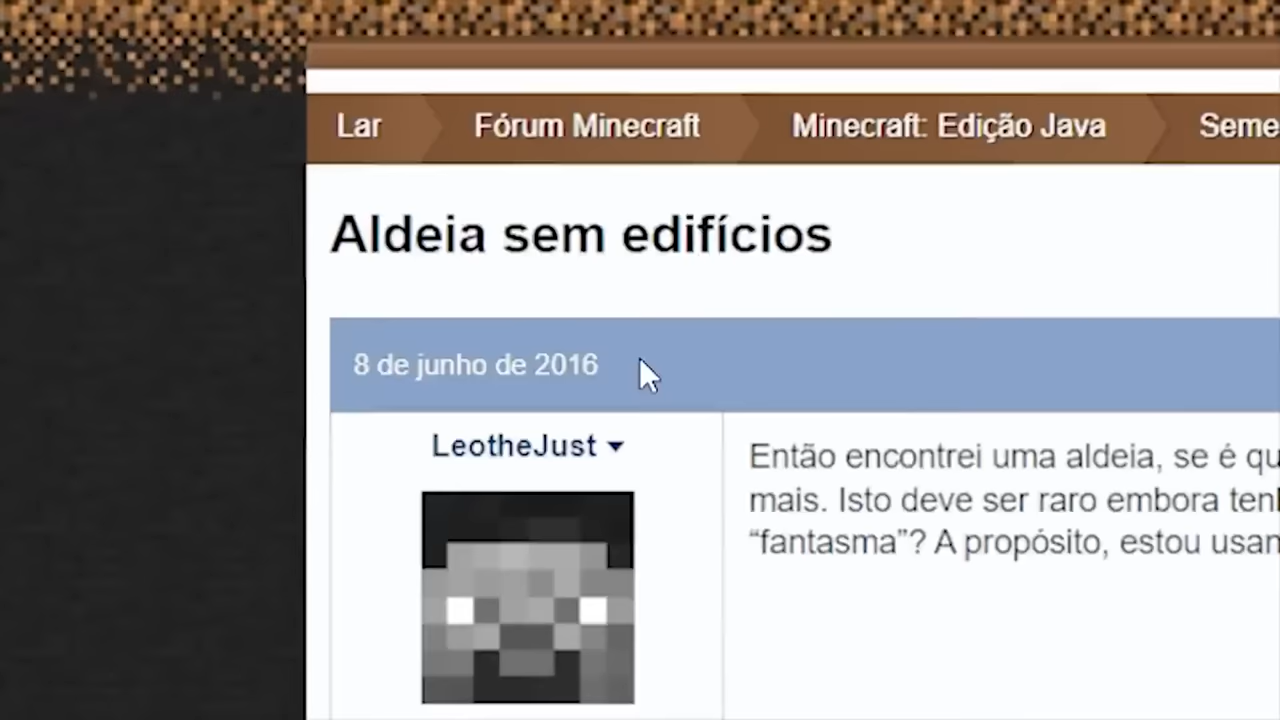 Lar Fórum Minecraft Minecraft: Edição Java
Aldeia sem edifícios
8 de junho de 2016
LeotheJust
Então encontrei uma aldeia, se é
mais. Isto deve ser raro embora
“fantasma”? A propósito, estou